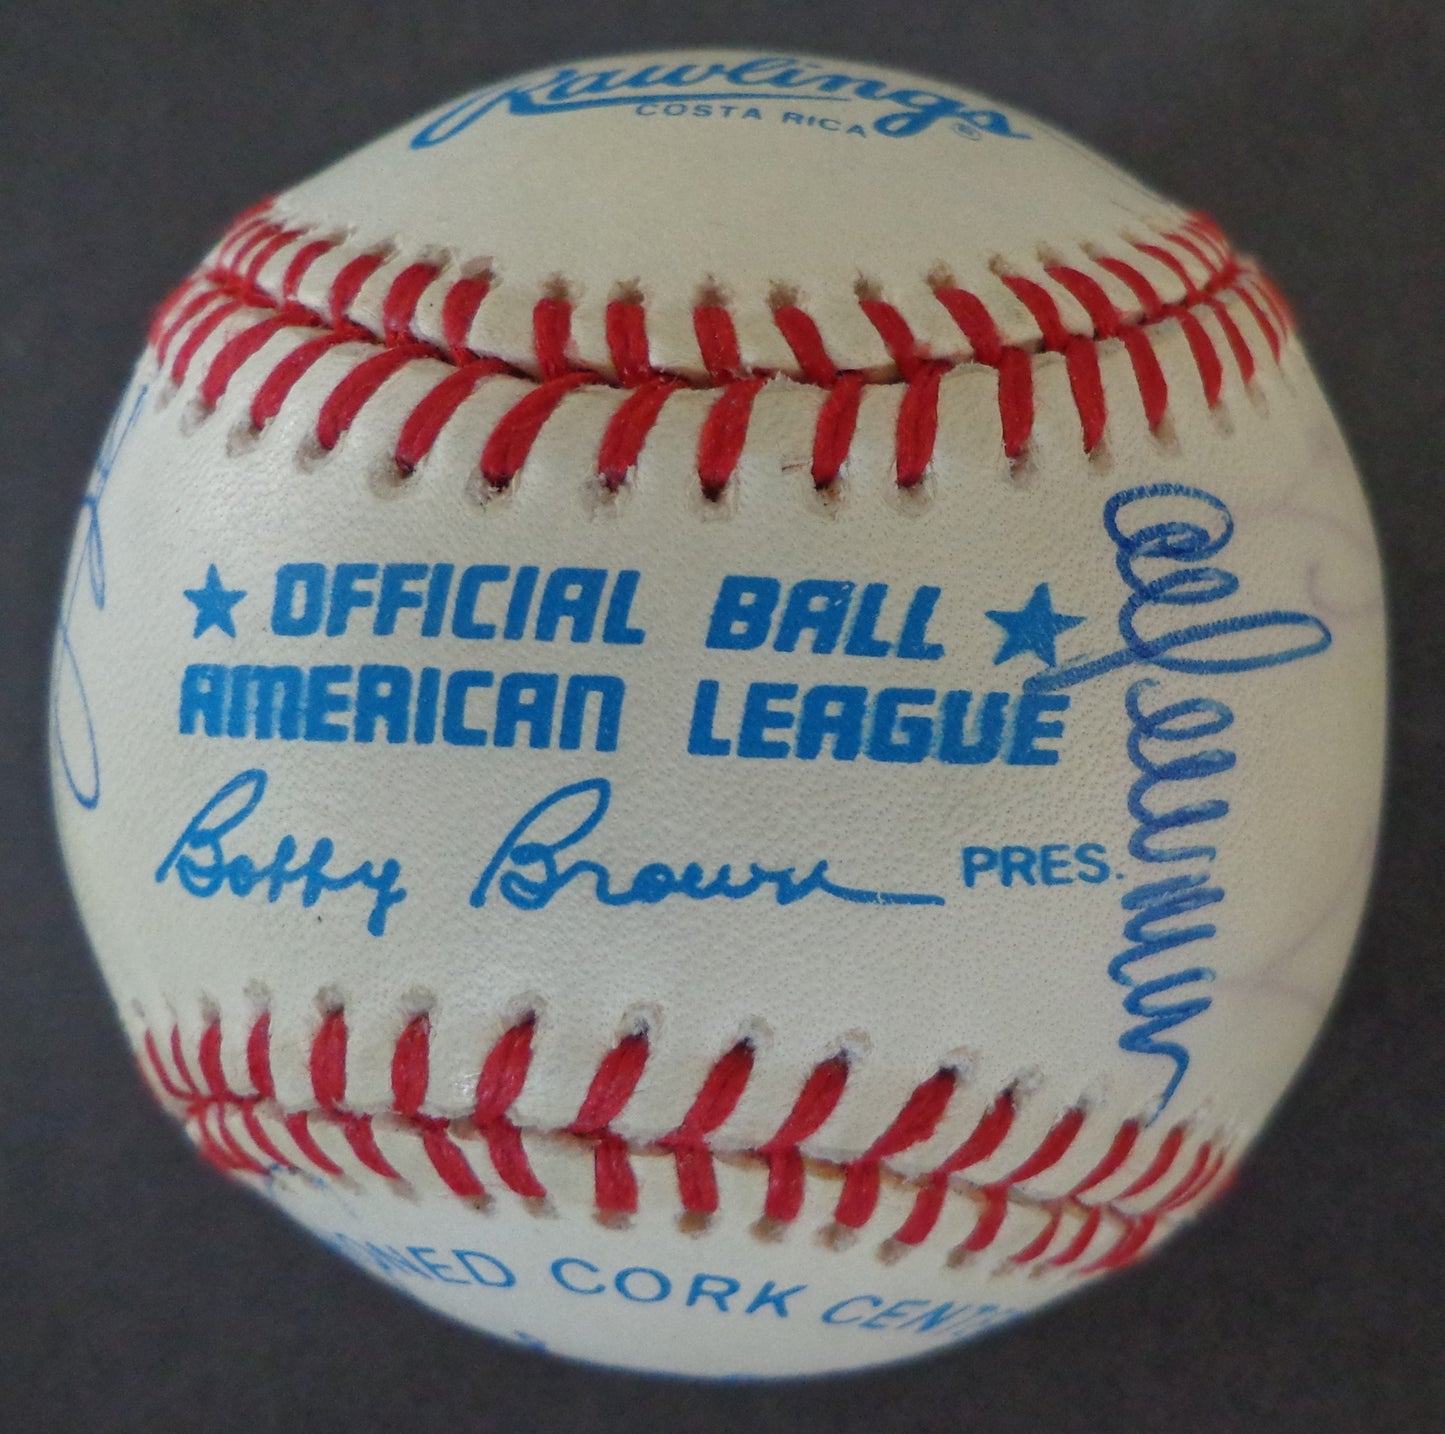 Rawlings ®
COSTA RICA
★ OFFICIAL BALL ★
AMERICAN LEAGUE
Bobby Brown PRES.
CORK CENT